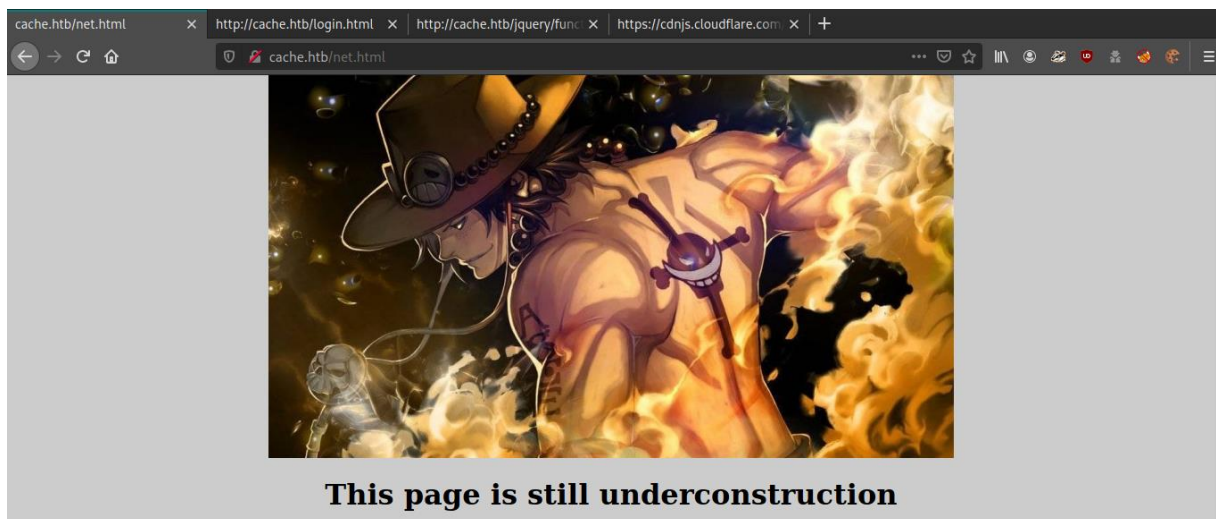 cache.htb/net.html
http://cache.htb/login.html
http://cache.htb/jquery/func
https://cdnjs.cloudflare.com
cache.htb/net.html
A
This page is still underconstruction